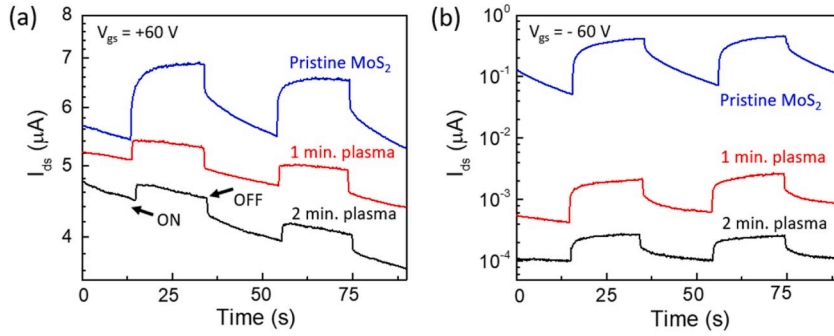 (a)
V_gs = +60 V
Pristine MoS₂
1 min. plasma
OFF
ON
2 min. plasma
8
7
6
5
4
I_ds (μA)
0
25
50
75
Time (s)
(b)
V_gs = - 60 V
Pristine MoS₂
1 min. plasma
2 min. plasma
10⁰
10⁻¹
10⁻²
10⁻³
10⁻⁴
I_ds (μA)
0
25
50
75
Time (s)